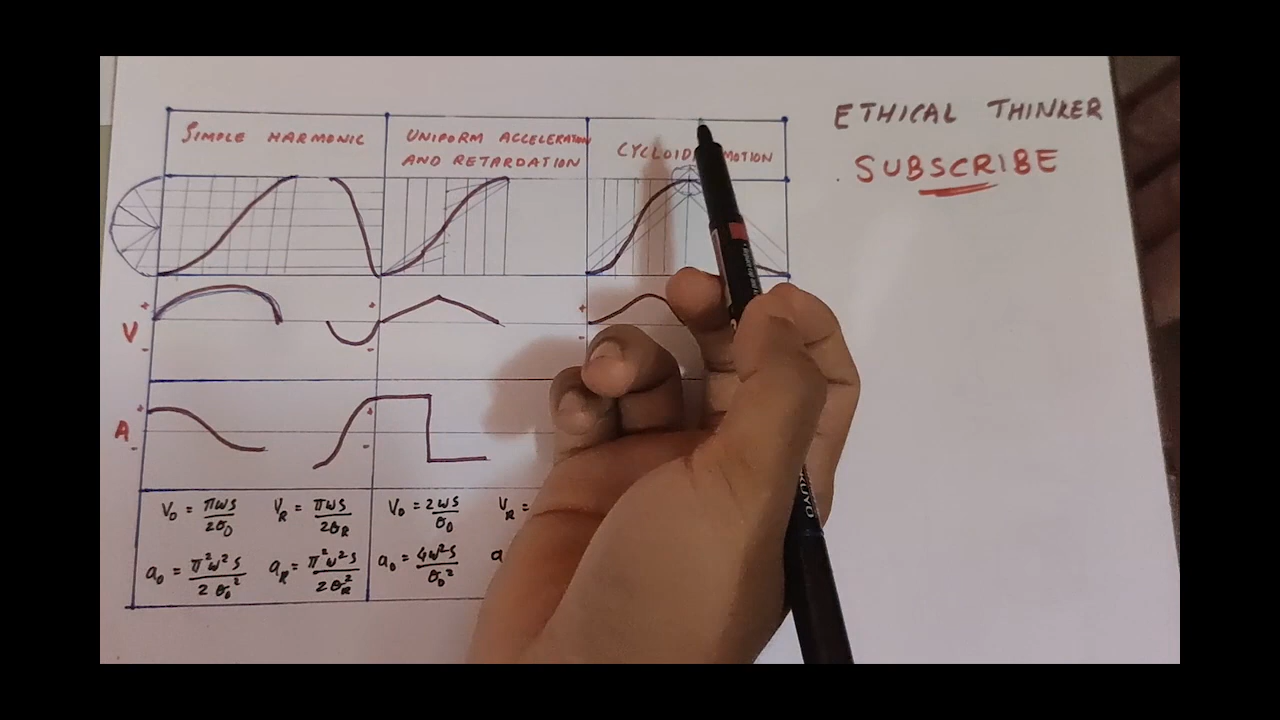 ETHICAL THINKER
SUBSCRIBE
SIMPLE HARMONIC
UNIFORM ACCELERATION
AND RETARDATION
MOTION
+
V
-
+
-
+
-
+
A
-
+
-
V₀ = πωs/2θ₀
V_R = πωs/2θ_R
V₀ = 2ωs/θ₀
V_R =
a₀ = π²ω²s/2θ₀²
a_R = π²ω²s/2θ_R²
a₀ = 4ω²s/θ₀²
a